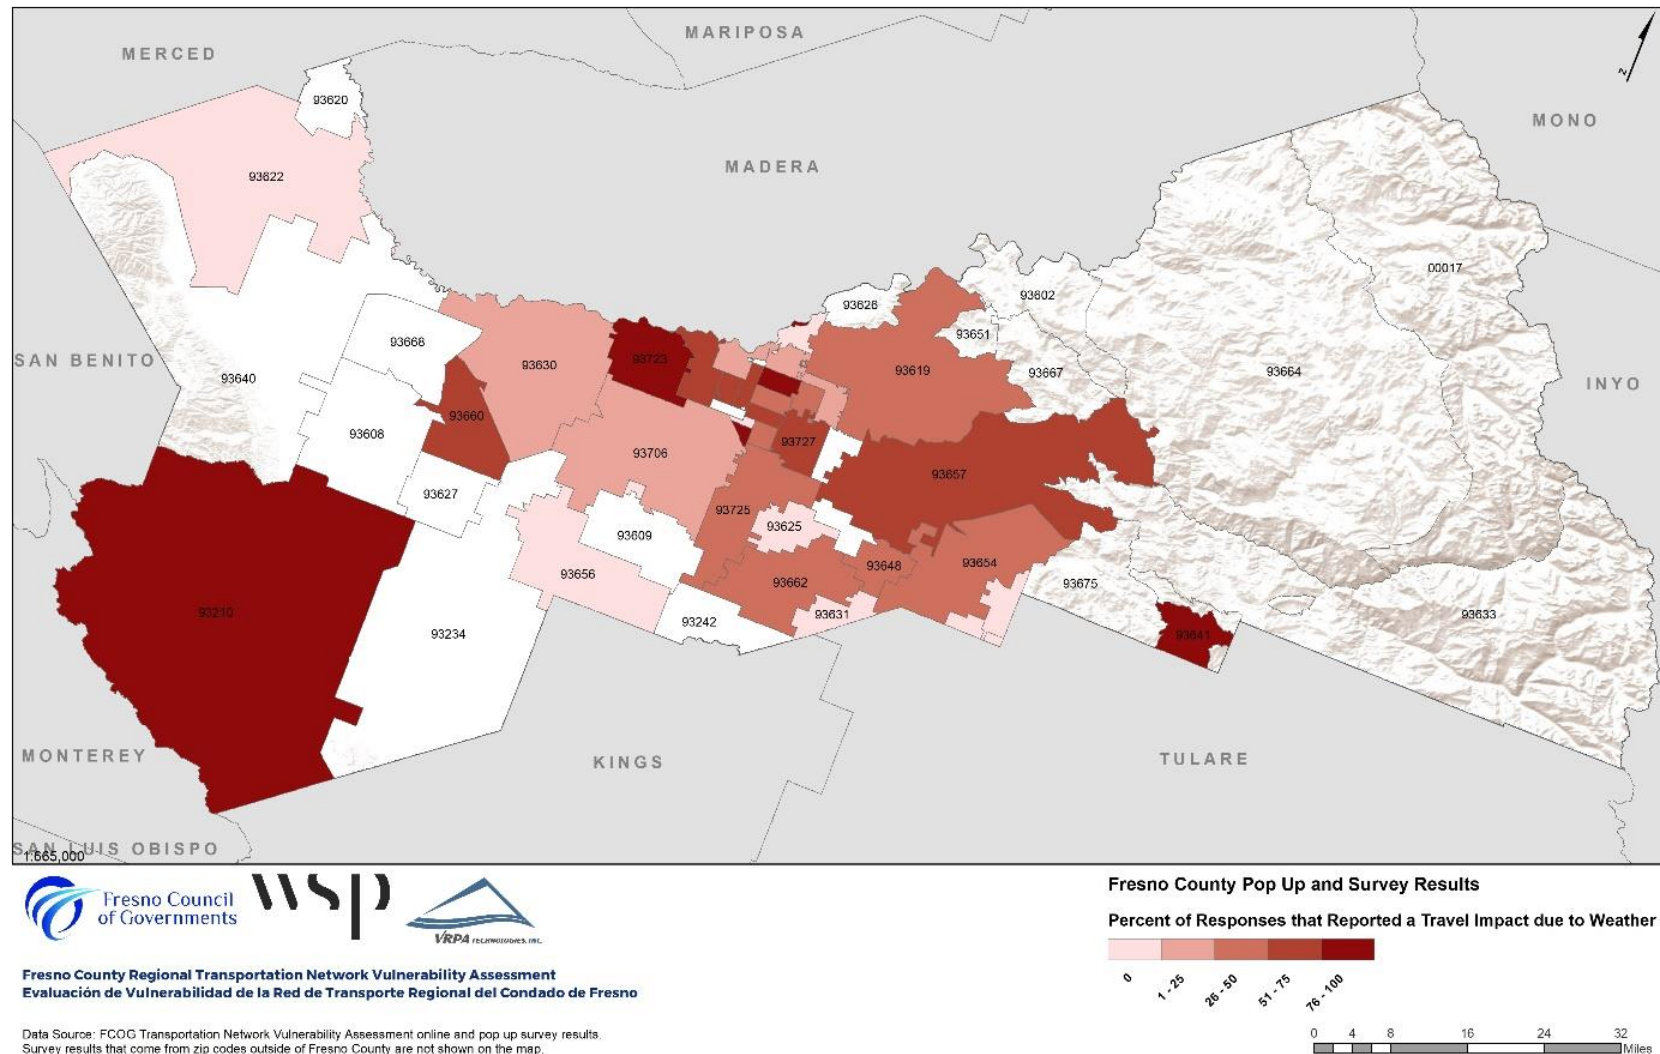 MARIPOSA
MERCED
93620
MONO
MADERA
93622
00017
93602
93626
93651
93668
SAN BENITO
93723
93630
93619
93667
93664
93640
INYO
93660
93608
93727
93706
93657
93627
93725
93625
93609
93648
93654
93656
93662
93675
93210
93631
93633
93242
93234
93641
MONTEREY
KINGS
TULARE
SAN LUIS OBISPO
1:665,000
Z
Fresno Council
of Governments
wsp
VRPA TECHNOLOGIES, INC.
Fresno County Regional Transportation Network Vulnerability Assessment
Evaluación de Vulnerabilidad de la Red de Transporte Regional del Condado de Fresno
Data Source: FCOG Transportation Network Vulnerability Assessment online and pop up survey results.
Survey results that come from zip codes outside of Fresno County are not shown on the map.
Fresno County Pop Up and Survey Results
Percent of Responses that Reported a Travel Impact due to Weather
0 1 - 25 26 - 50 51 - 75 76 - 100
0 4 8 16 24 32
Miles